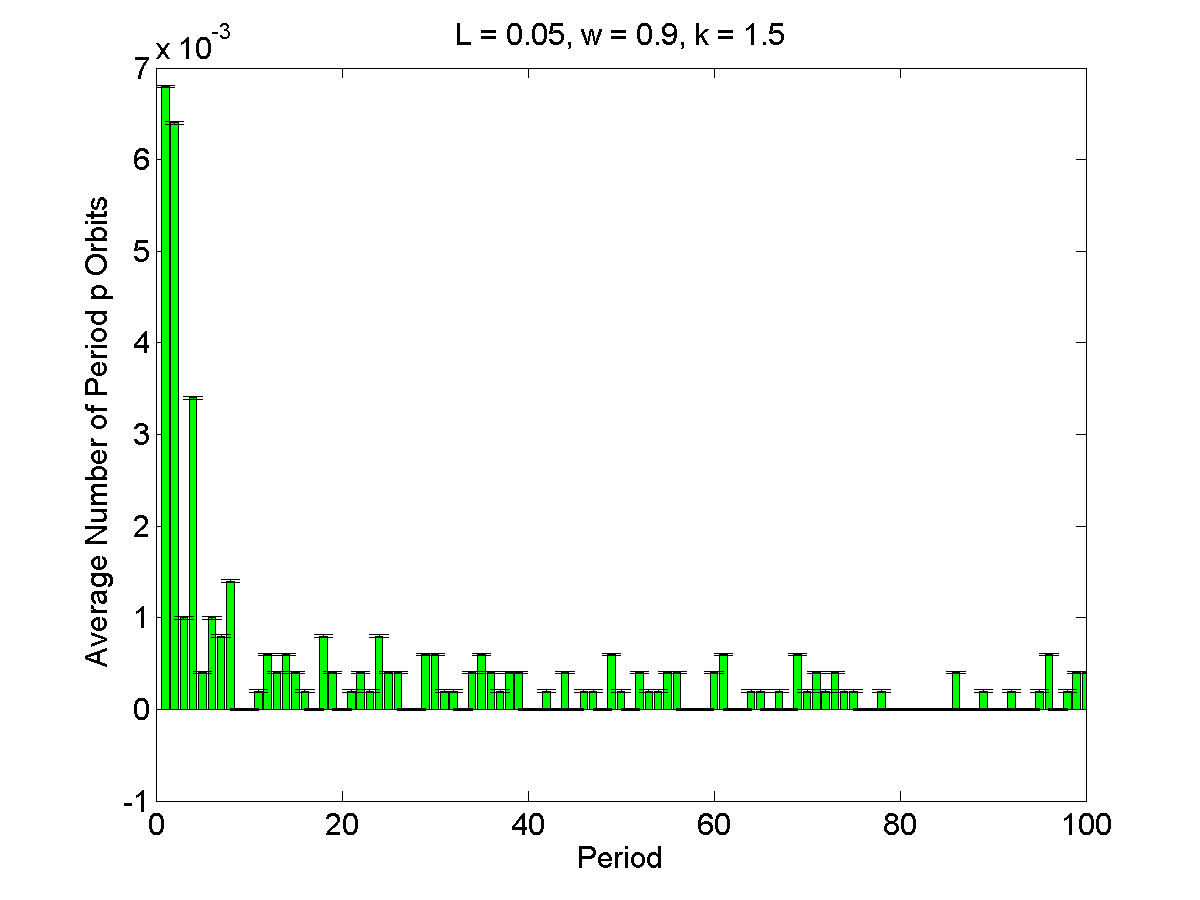 L = 0.05, w = 0.9, k = 1.5
x 10^-3
7
6
5
4
3
2
1
0
-1
Average Number of Period p Orbits
0 20 40 60 80 100
Period